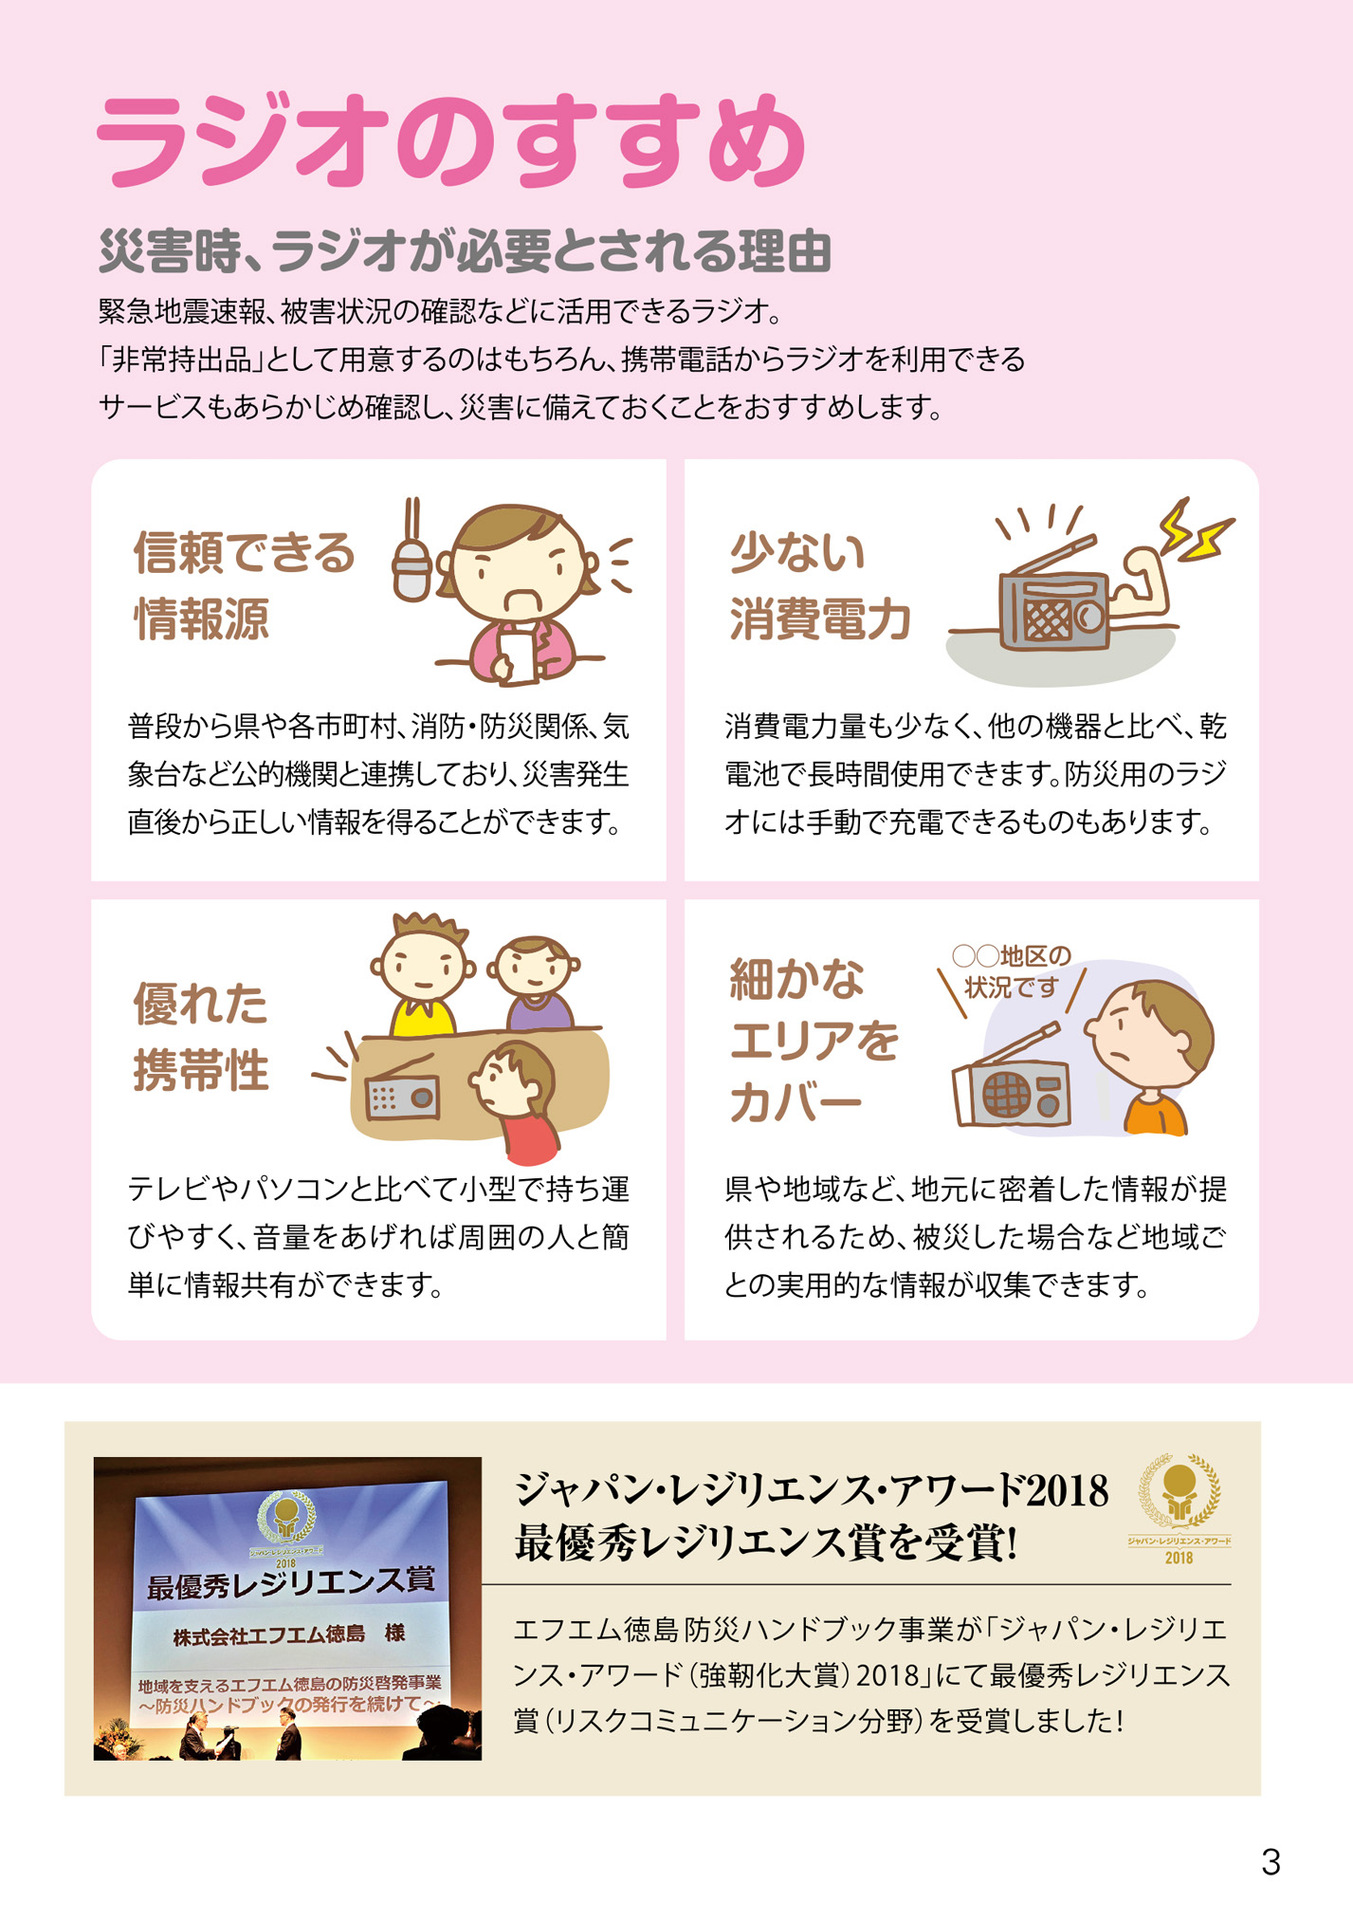 ラジオのすすめ
災害時、ラジオが必要とされる理由
緊急地震速報、被害状況の確認などに活用できるラジオ。
「非常持出品」として用意するのはもちろん、携帯電話からラジオを利用できる
サービスもあらかじめ確認し、災害に備えておくことをおすすめします。
信頼できる
情報源
普段から県や各市町村、消防・防災関係、気
象台など公的機関と連携しており、災害発生
直後から正しい情報を得ることができます。
少ない
消費電力
消費電力量も少なく、他の機器と比べ、乾
電池で長時間使用できます。防災用のラジ
オには手動で充電できるものもあります。
優れた
携帯性
テレビやパソコンと比べて小型で持ち運
びやすく、音量をあげれば周囲の人と簡
単に情報共有ができます。
細かな
エリアを
カバー
○○地区の
状況です
県や地域など、地元に密着した情報が提
供されるため、被災した場合など地域ご
との実用的な情報が収集できます。
ジャパン・レジリエンス・アワード
2018
最優秀レジリエンス賞
株式会社エフエム徳島 様
地域を支えるエフエム徳島の防災啓発事業
～防災ハンドブックの発行を続けて～
ジャパン・レジリエンス・アワード2018
最優秀レジリエンス賞を受賞！
ジャパン・レジリエンス・アワード
2018
エフエム徳島 防災ハンドブック事業が「ジャパン・レジリエ
ンス・アワード（強靭化大賞）2018」にて最優秀レジリエンス
賞（リスクコミュニケーション分野）を受賞しました！
3